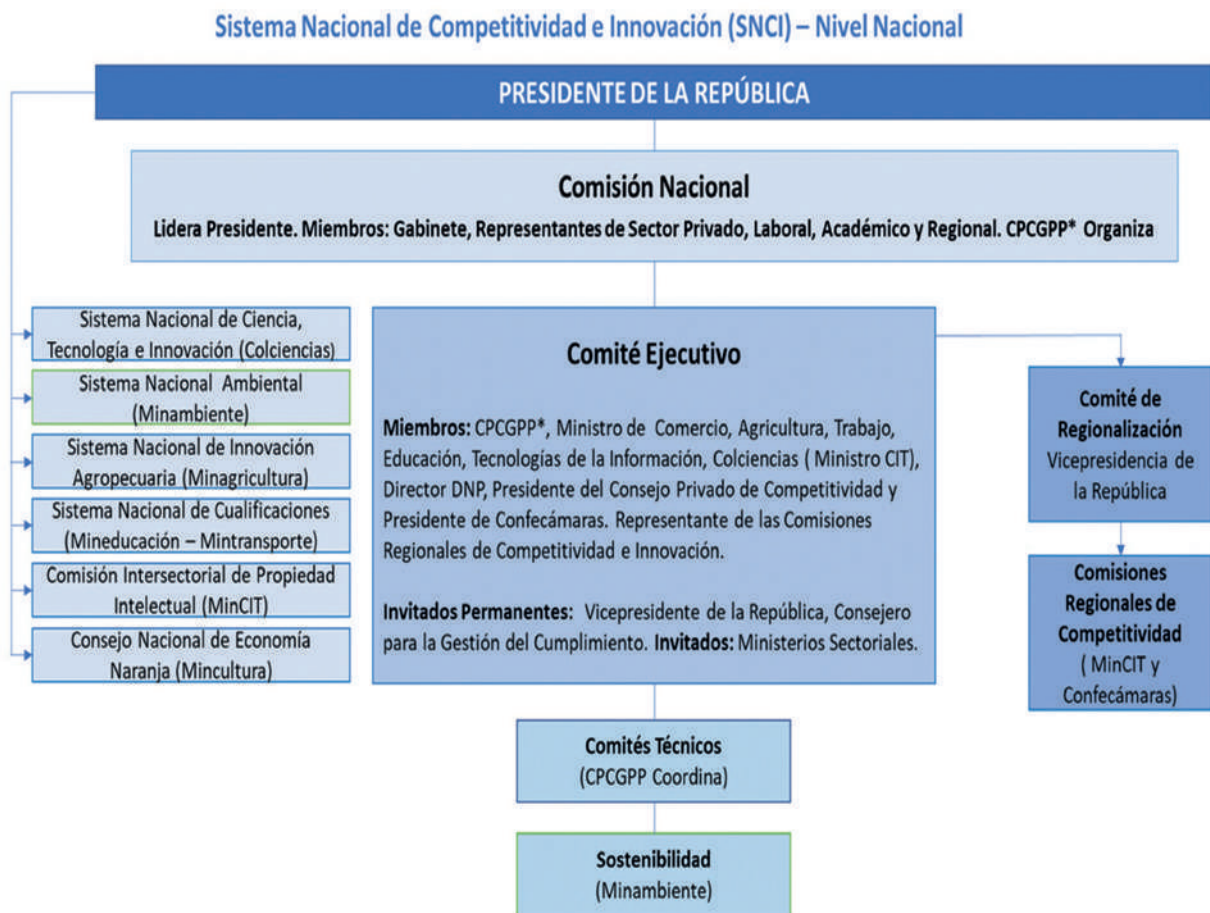 Sistema Nacional de Competitividad e Innovación (SNCI) – Nivel Nacional
PRESIDENTE DE LA REPÚBLICA
Comisión Nacional
Lidera Presidente. Miembros: Gabinete, Representantes de Sector Privado, Laboral, Académico y Regional. CPCGPP* Organiza
Sistema Nacional de Ciencia,
Tecnología e Innovación (Colciencias)
Sistema Nacional Ambiental
(Minambiente)
Sistema Nacional de Innovación
Agropecuaria (Minagricultura)
Sistema Nacional de Cualificaciones
(Mineducación – Mintransporte)
Comisión Intersectorial de Propiedad
Intelectual (MinCIT)
Consejo Nacional de Economía
Naranja (Mincultura)
Comité Ejecutivo
Miembros: CPCGPP*, Ministro de Comercio, Agricultura, Trabajo,
Educación, Tecnologías de la Información, Colciencias ( Ministro CIT),
Director DNP, Presidente del Consejo Privado de Competitividad y
Presidente de Confecámaras. Representante de las Comisiones
Regionales de Competitividad e Innovación.
Invitados Permanentes: Vicepresidente de la República, Consejero
para la Gestión del Cumplimiento. Invitados: Ministerios Sectoriales.
Comité de
Regionalización
Vicepresidencia de
la República
Comisiones
Regionales de
Competitividad
( MinCIT y
Confecámaras)
Comités Técnicos
(CPCGPP Coordina)
Sostenibilidad
(Minambiente)